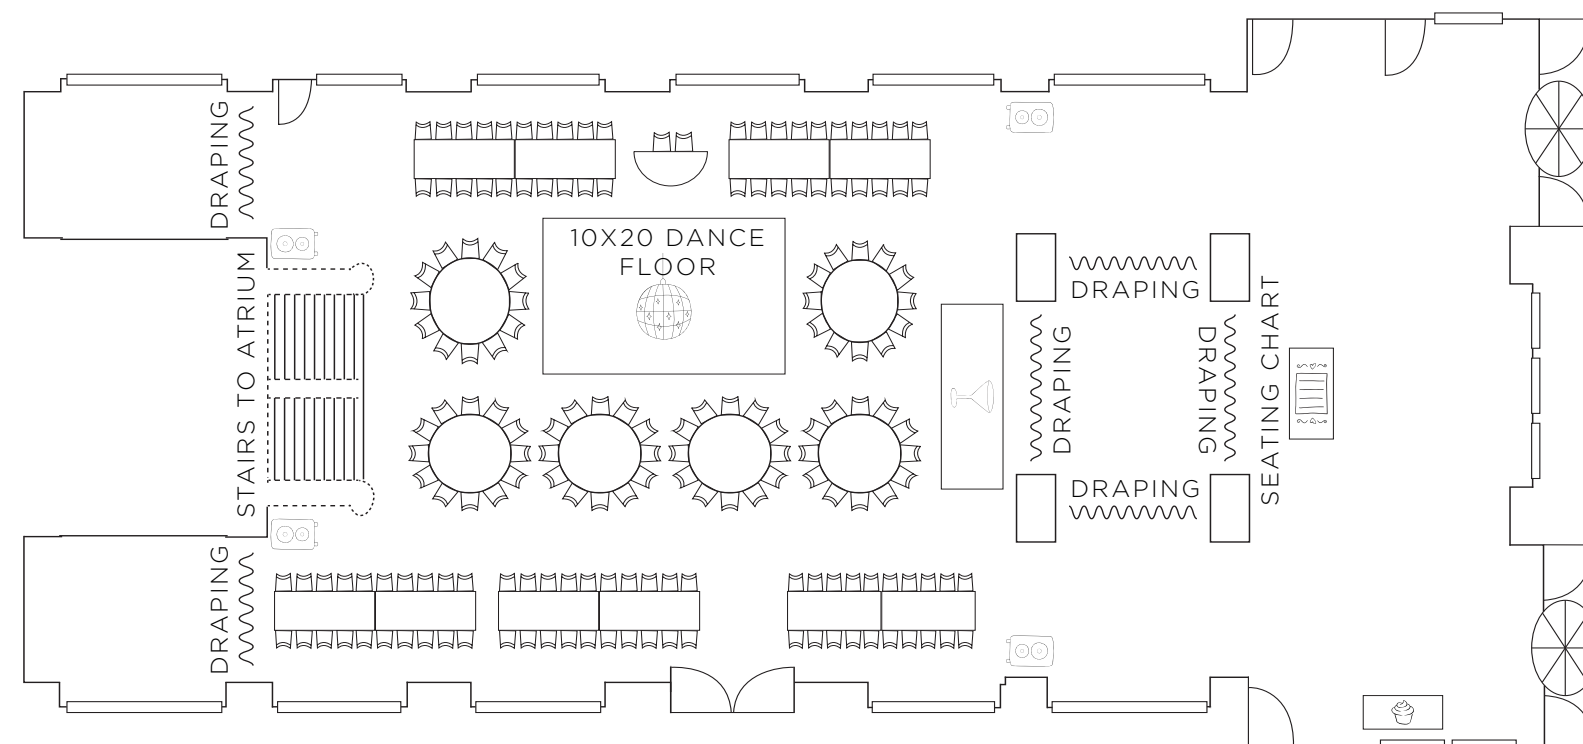 DRAPING
10X20 DANCE
FLOOR
STAIRS TO ATRIUM
DRAPING
DRAPING
DRAPING
SEATING CHART
DRAPING
DRAPING